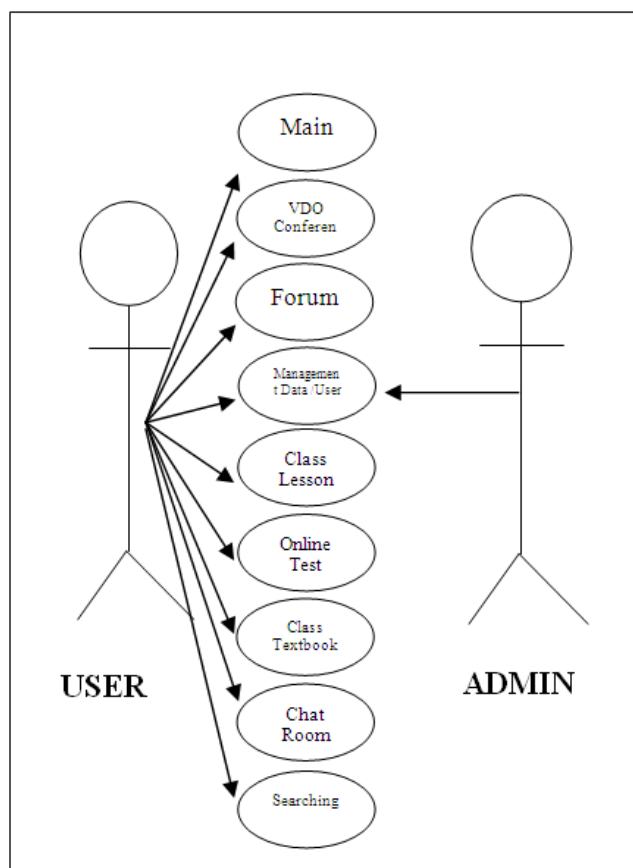 Main
VDO
Conferen
Forum
Managemen
t Data /User
Class
Lesson
Online
Test
Class
Textbook
USER
ADMIN
Chat
Room
Searching